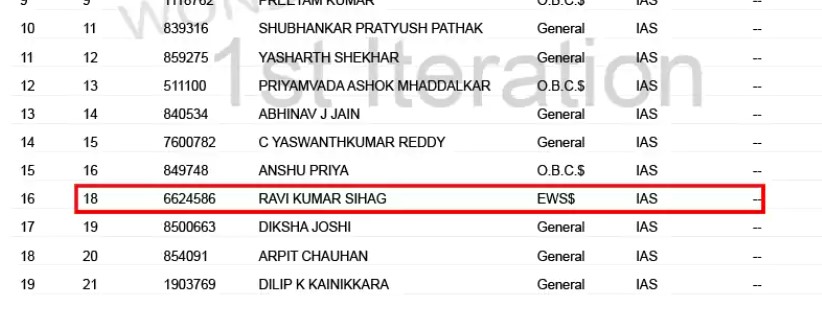 9 9 1118762 PREETAM KUMAR O.B.C.$ IAS --
WON
10 11 839316 SHUBHANKAR PRATYUSH PATHAK General IAS --
11 12 859275 YASHARTH SHEKHAR General IAS --
1st Iteration
12 13 511100 PRIYAMVADA ASHOK MHADDALKAR O.B.C.$ IAS --
13 14 840534 ABHINAV J JAIN General IAS --
14 15 7600782 C YASWANTHKUMAR REDDY General IAS --
15 16 849748 ANSHU PRIYA O.B.C.$ IAS --
16 18 6624586 RAVI KUMAR SIHAG EWS$ IAS --
17 19 8500663 DIKSHA JOSHI General IAS --
18 20 854091 ARPIT CHAUHAN General IAS --
19 21 1903769 DILIP K KAINIKKARA General IAS --